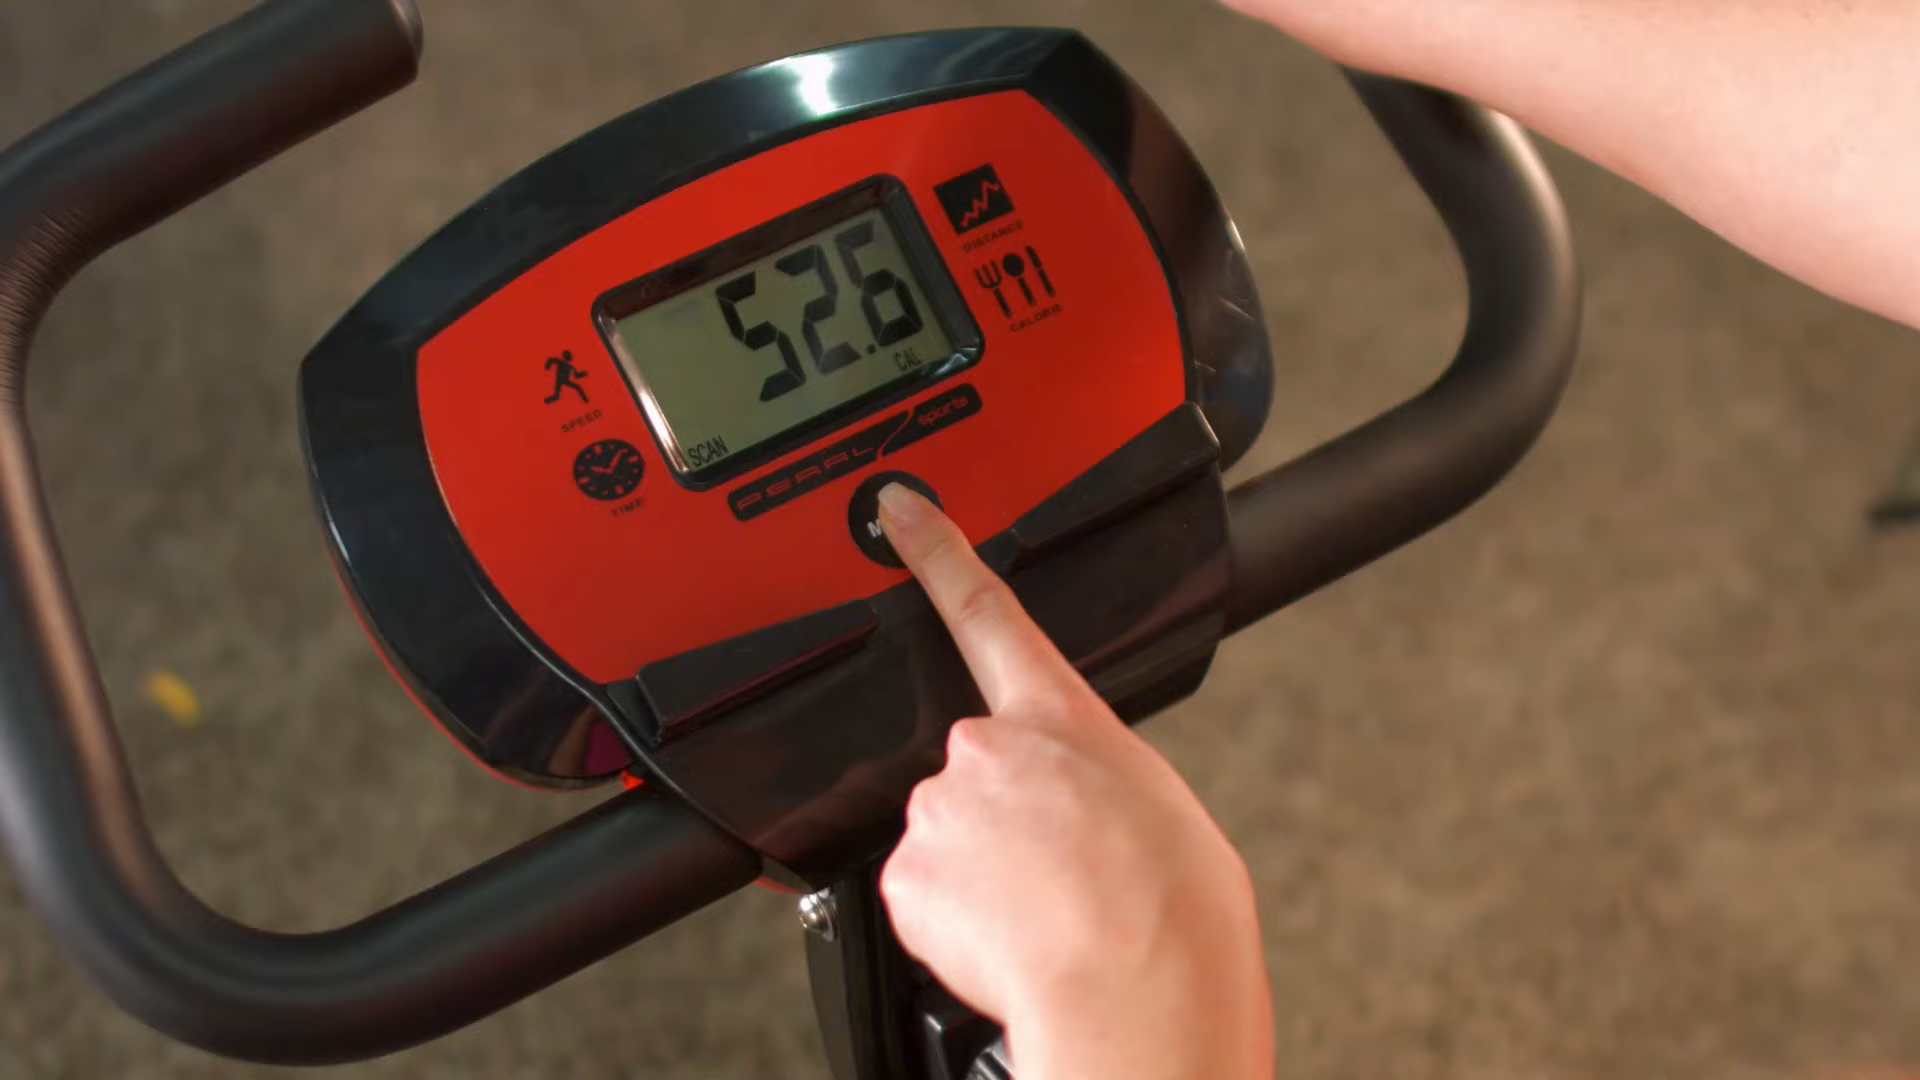 DISTANCE
52.6
CAL
CALORIE
SPEED
SCAN
PEARL sports
TIME
M